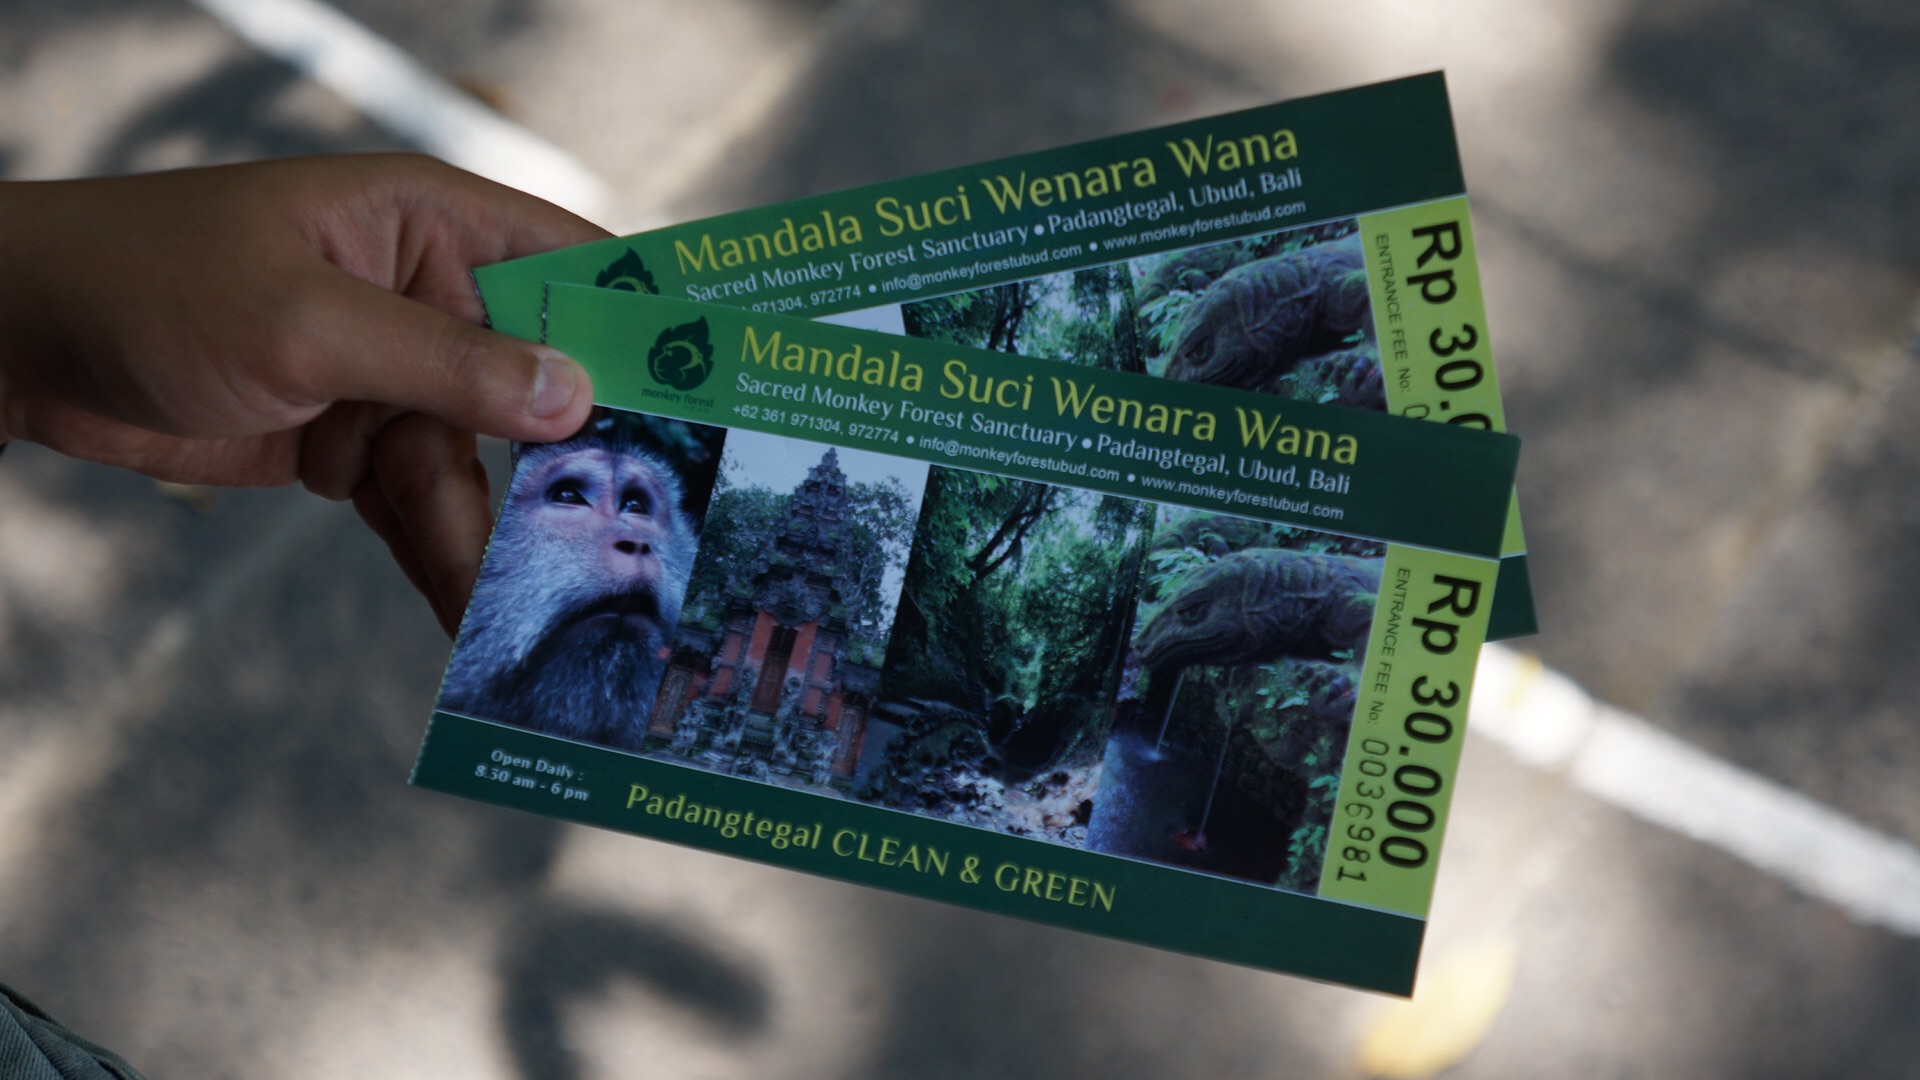 Mandala Suci Wenara Wana
Sacred Monkey Forest Sanctuary • Padangtegal, Ubud, Bali
971304, 972774 • info@monkeyforestubud.com • www.monkeyforestubud.com
Rp 30.0
ENTRANCE FEE No: 0
monkey forest
Mandala Suci Wenara Wana
Sacred Monkey Forest Sanctuary • Padangtegal, Ubud, Bali
+62 361 971304, 972774 • info@monkeyforestubud.com • www.monkeyforestubud.com
Rp 30.000
ENTRANCE FEE No: 0036981
Open Daily :
8.30 am - 6 pm
Padangtegal CLEAN & GREEN